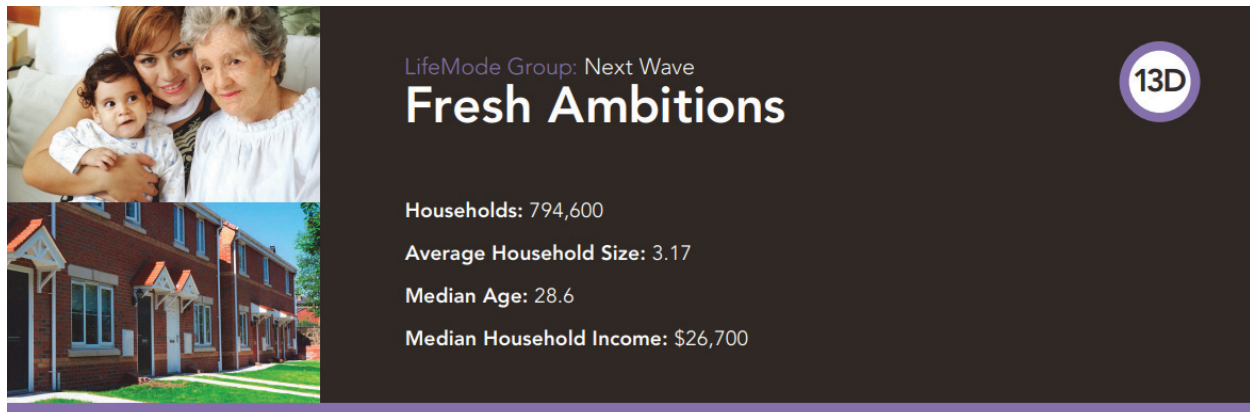 LifeMode Group: Next Wave
Fresh Ambitions
13D
Households: 794,600
Average Household Size: 3.17
Median Age: 28.6
Median Household Income: $26,700